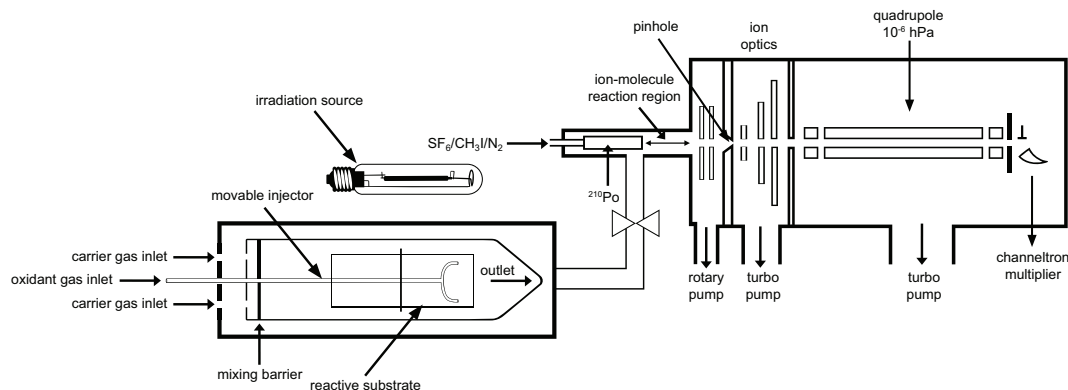 quadrupole
10⁻⁶ hPa
ion
optics
pinhole
ion-molecule
reaction region
irradiation source
SF₆/CH₃I/N₂
movable injector
²¹⁰Po
carrier gas inlet
oxidant gas inlet
carrier gas inlet
outlet
rotary
pump
turbo
pump
turbo
pump
channeltron
multiplier
mixing barrier
reactive substrate